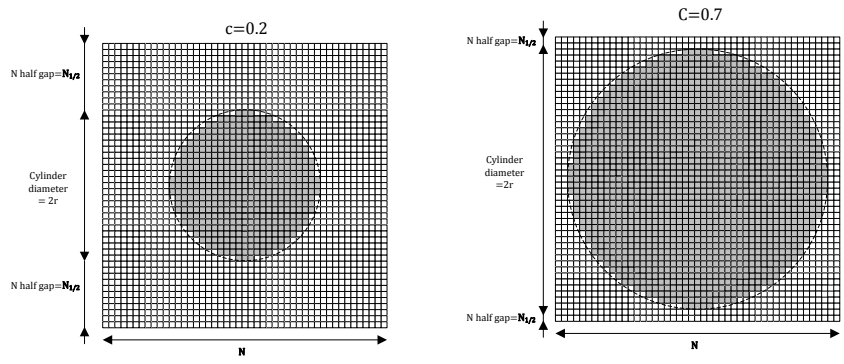 c=0.2
N half gap=N1/2
Cylinder
diameter
= 2r
N half gap=N1/2
N
C=0.7
N half gap=N1/2
Cylinder
diameter
=2r
N half gap=N1/2
N